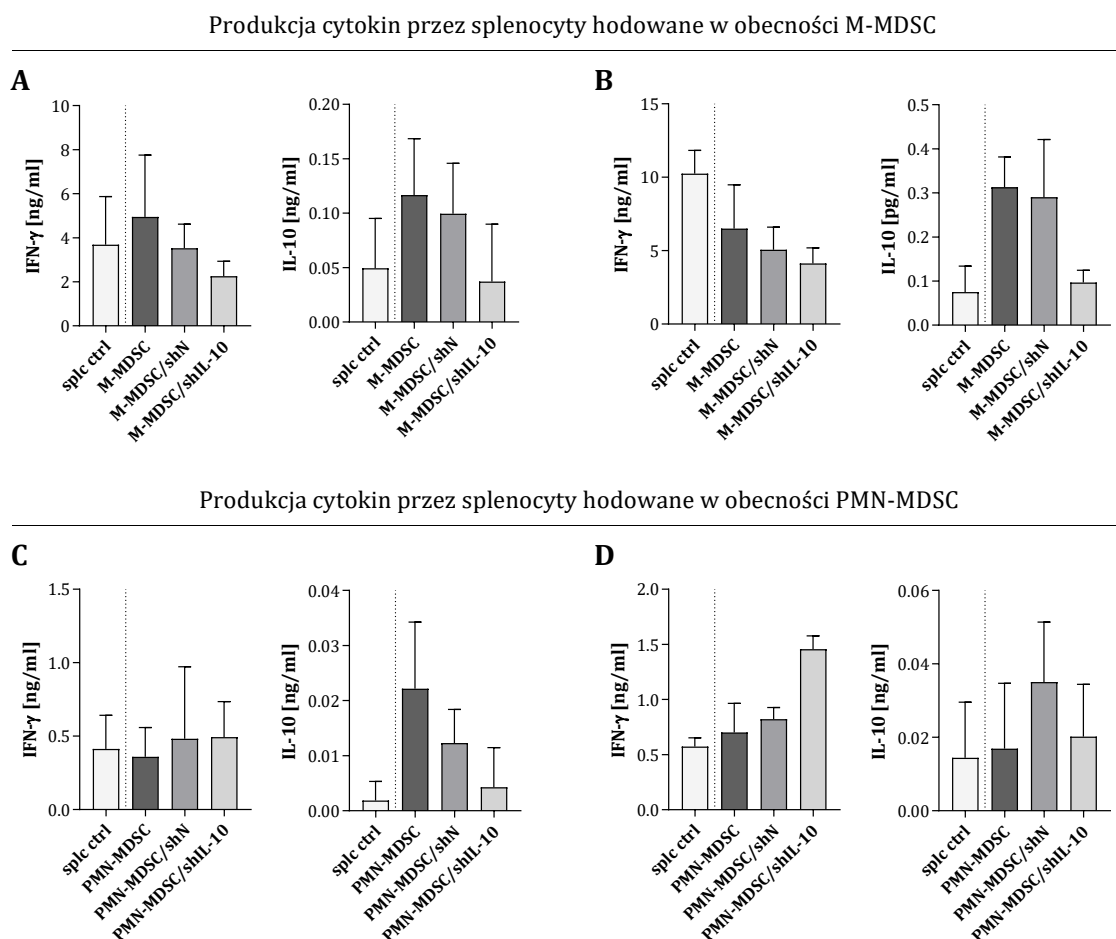 Produkcja cytokin przez splenocyty hodowane w obecności M-MDSC
A
IFN-γ [ng/ml]
10
8
6
4
2
0
splc ctrl
M-MDSC
M-MDSC/shN
M-MDSC/shIL-10
IL-10 [ng/ml]
0.20
0.15
0.10
0.05
0.00
splc ctrl
M-MDSC
M-MDSC/shN
M-MDSC/shIL-10
B
IFN-γ [ng/ml]
15
10
5
0
splc ctrl
M-MDSC
M-MDSC/shN
M-MDSC/shIL-10
IL-10 [pg/ml]
0.5
0.4
0.3
0.2
0.1
0.0
splc ctrl
M-MDSC
M-MDSC/shN
M-MDSC/shIL-10
Produkcja cytokin przez splenocyty hodowane w obecności PMN-MDSC
C
IFN-γ [ng/ml]
1.5
1.0
0.5
0.0
splc ctrl
PMN-MDSC
PMN-MDSC/shN
PMN-MDSC/shIL-10
IL-10 [ng/ml]
0.04
0.03
0.02
0.01
0.00
splc ctrl
PMN-MDSC
PMN-MDSC/shN
PMN-MDSC/shIL-10
D
IFN-γ [ng/ml]
2.0
1.5
1.0
0.5
0.0
splc ctrl
PMN-MDSC
PMN-MDSC/shN
PMN-MDSC/shIL-10
IL-10 [ng/ml]
0.06
0.04
0.02
0.00
splc ctrl
PMN-MDSC
PMN-MDSC/shN
PMN-MDSC/shIL-10